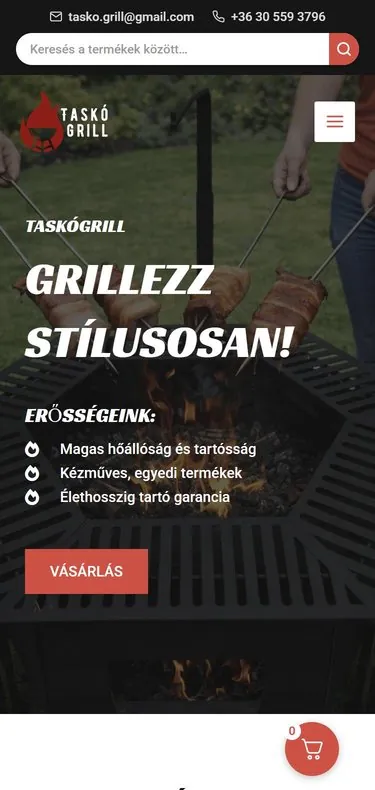 tasko.grill@gmail.com +36 30 559 3796
Keresés a termékek között...
TASKÓ
GRILL
TASKÓGRILL
GRILLEZZ
STÍLUSOSAN!
ERŐSSÉGEINK:
Magas hőállóság és tartósság
Kézműves, egyedi termékek
Élethosszig tartó garancia
VÁSÁRLÁS
0